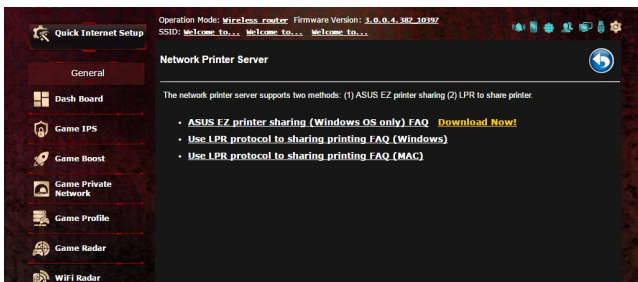 Quick Internet Setup
General
Dash Board
Game IPS
Game Boost
Game Private
Network
Game Profile
Game Radar
WiFi Radar
Operation Mode: Wireless router Firmware Version: 3.0.0.4.382_10397
SSID: Welcome to... Welcome to... Welcome to...
Network Printer Server
The network printer server supports two methods: (1) ASUS EZ printer sharing (2) LPR to share printer.
• ASUS EZ printer sharing (Windows OS only) FAQ Download Now!
• Use LPR protocol to sharing printing FAQ (Windows)
• Use LPR protocol to sharing printing FAQ (MAC)